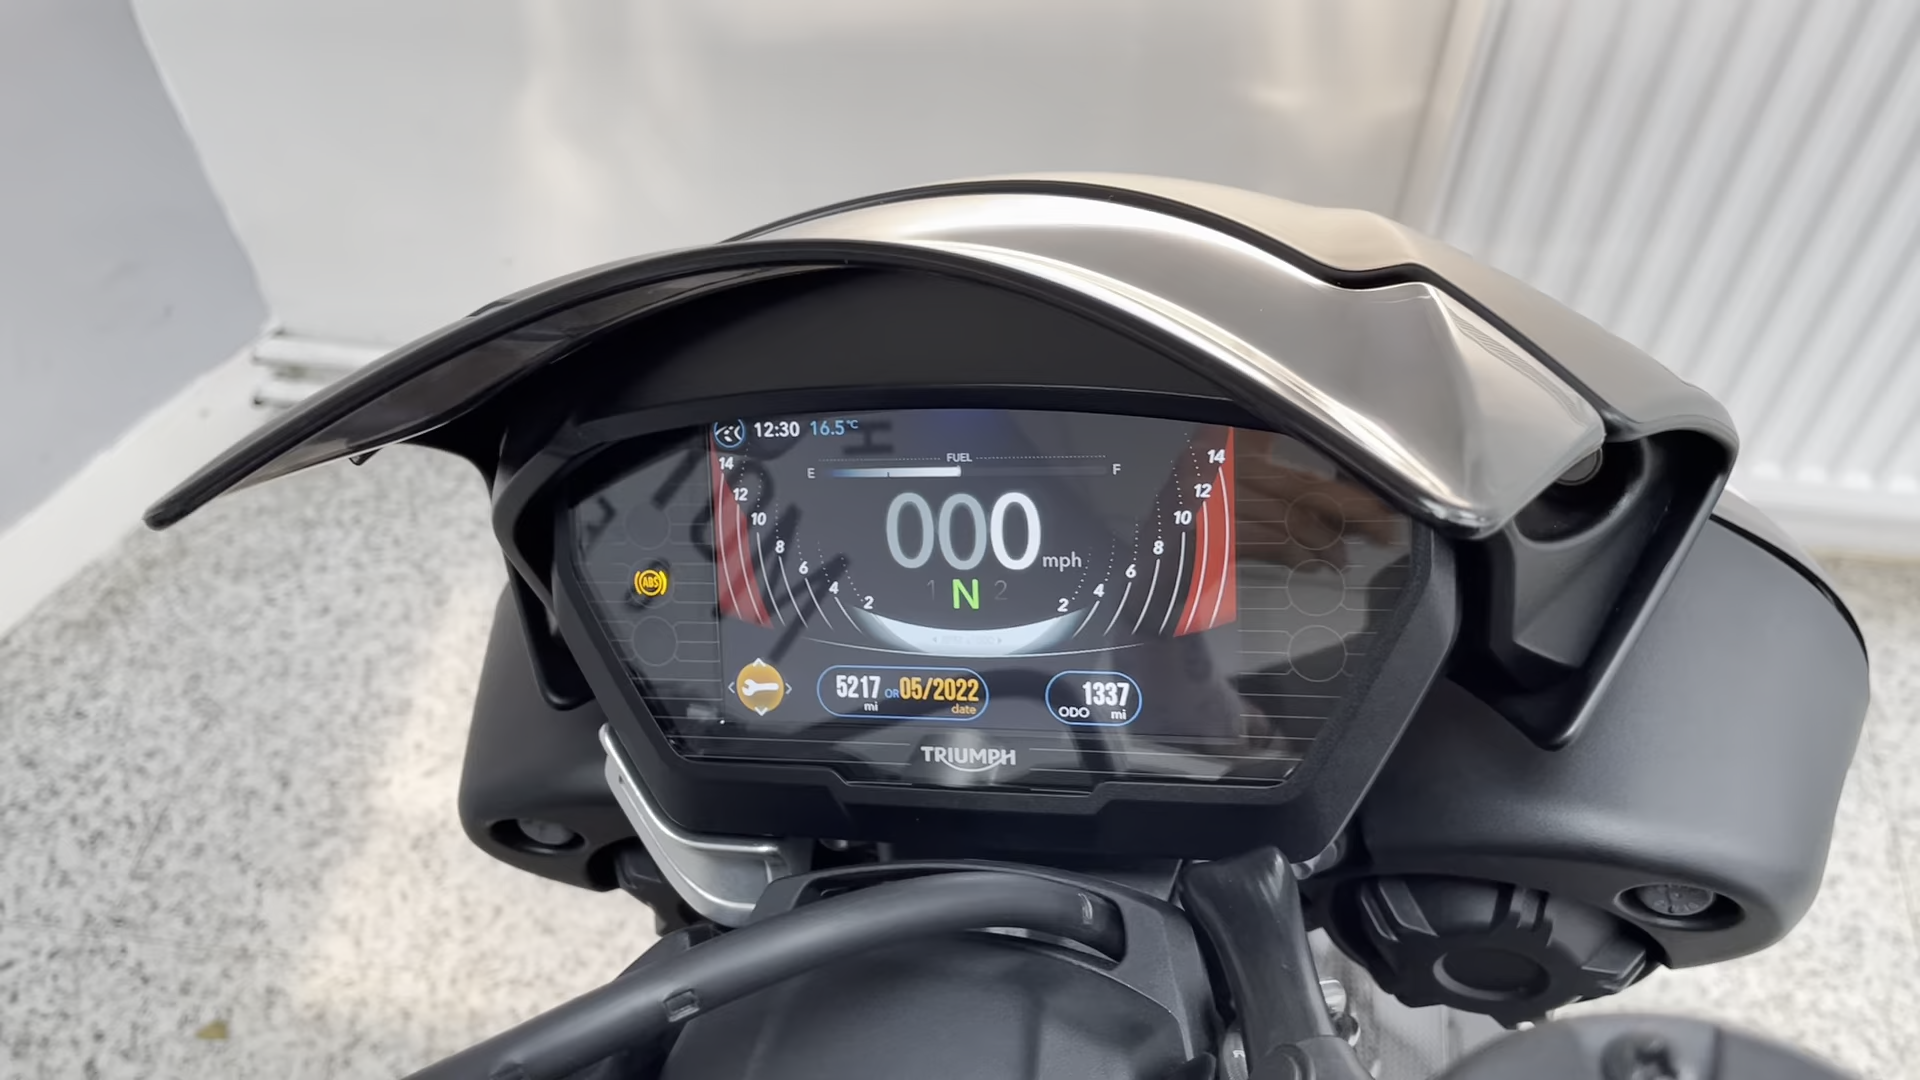 12:30 16.5°C
FUEL
E F
14 14
12 12
10 10
8 8
6 6
4 4
2 2
000 mph
1 N 2
ABS
5217 mi OR 05/2022 date
1337
ODO mi
TRIUMPH